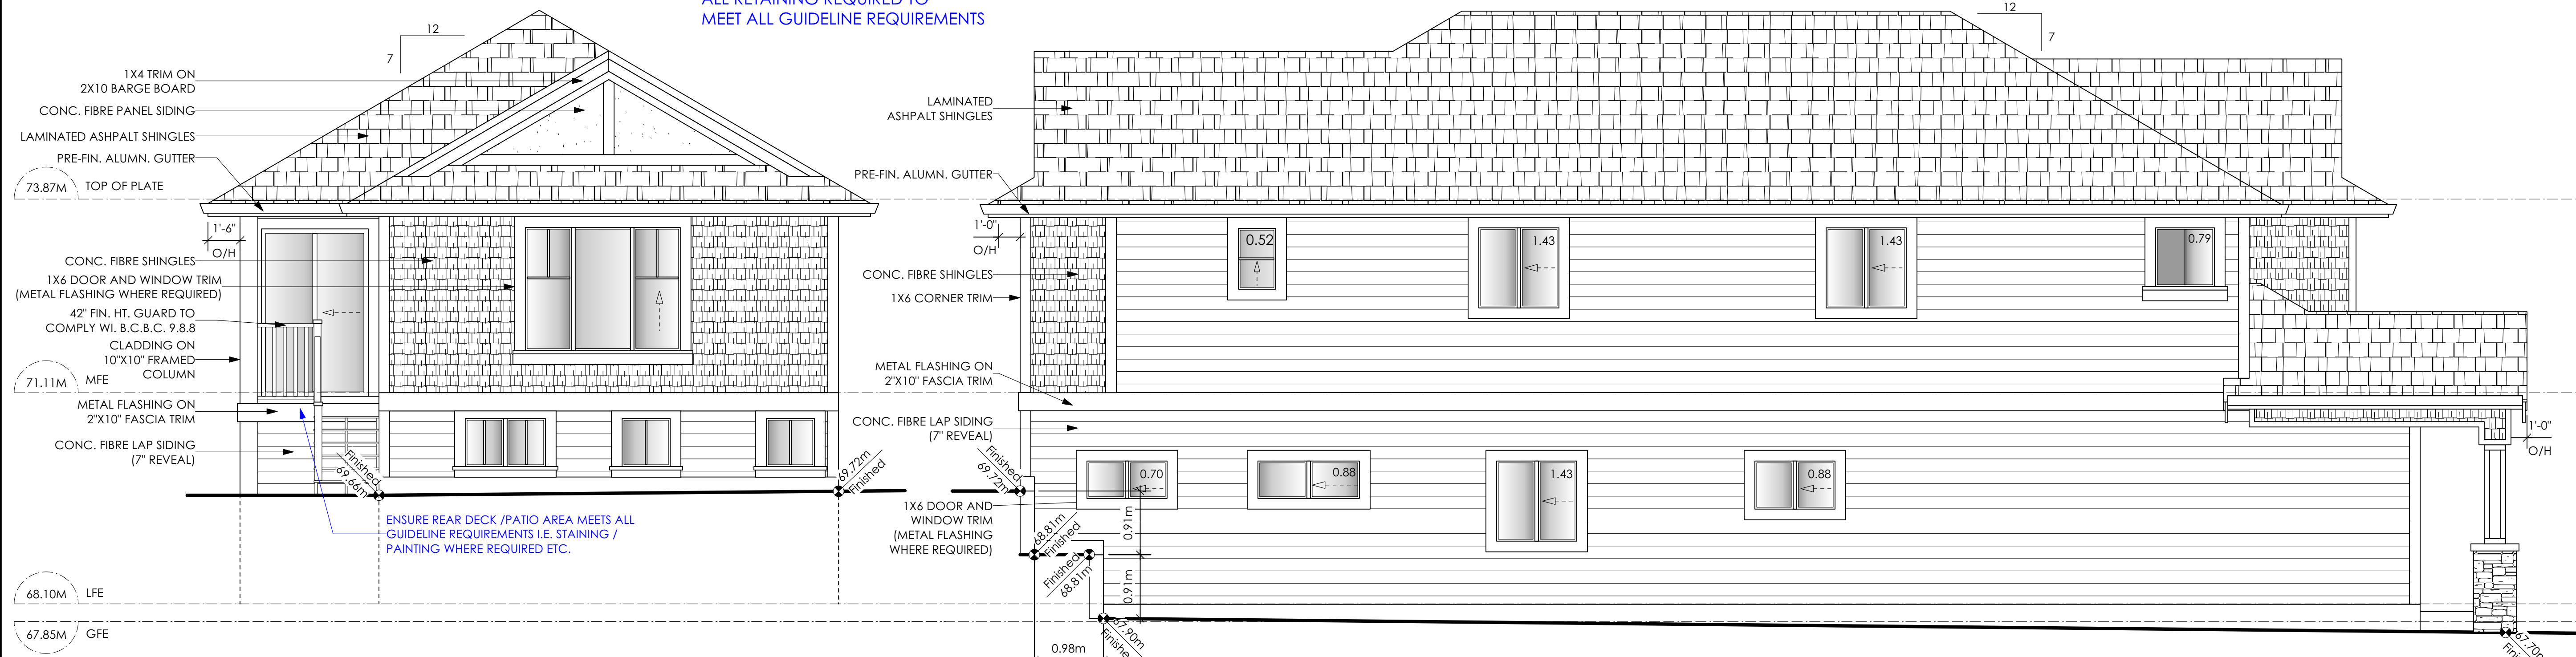 ALL RETAINING REQUIRED TO
MEET ALL GUIDELINE REQUIREMENTS
12
7
1X4 TRIM ON
2X10 BARGE BOARD
CONC. FIBRE PANEL SIDING
LAMINATED ASHPALT SHINGLES
PRE-FIN. ALUMN. GUTTER
73.87M
TOP OF PLATE
1'-6"
O/H
CONC. FIBRE SHINGLES
1X6 DOOR AND WINDOW TRIM
(METAL FLASHING WHERE REQUIRED)
42" FIN. HT. GUARD TO
COMPLY WI. B.C.B.C. 9.8.8
CLADDING ON
10"X10" FRAMED
COLUMN
71.11M
MFE
METAL FLASHING ON
2"X10" FASCIA TRIM
CONC. FIBRE LAP SIDING
(7" REVEAL)
Finished
69.66m
69.72m
Finished
ENSURE REAR DECK /PATIO AREA MEETS ALL
GUIDELINE REQUIREMENTS I.E. STAINING /
PAINTING WHERE REQUIRED ETC.
68.10M
LFE
67.85M
GFE
12
7
LAMINATED
ASHPALT SHINGLES
PRE-FIN. ALUMN. GUTTER
1'-0"
O/H
CONC. FIBRE SHINGLES
1X6 CORNER TRIM
METAL FLASHING ON
2"X10" FASCIA TRIM
CONC. FIBRE LAP SIDING
(7" REVEAL)
Finished
69.72m
1X6 DOOR AND
WINDOW TRIM
(METAL FLASHING
WHERE REQUIRED)
0.52
1.43
1.43
0.79
0.70
0.88
1.43
0.88
0.91m
0.91m
68.81m
Finished
Finished
68.81m
67.90m
0.98m
1'-0"
O/H